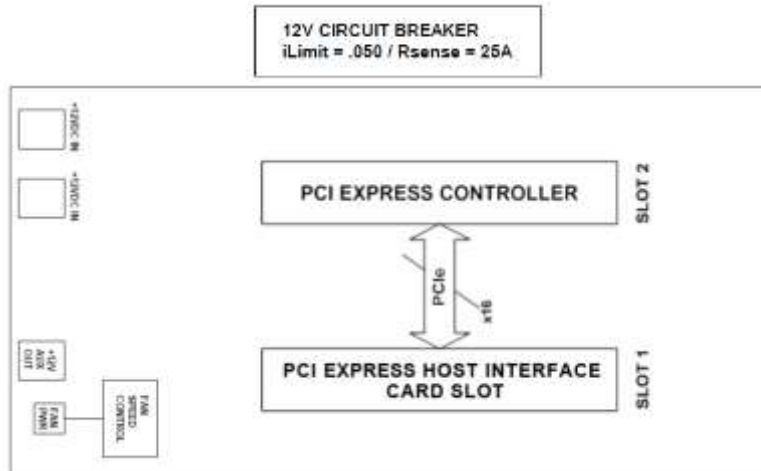 12V CIRCUIT BREAKER
iLimit = .050 / Rsense = 25A
+12VDC IN
+12VDC IN
PCI EXPRESS CONTROLLER
SLOT 2
PCIe
x16
PCI EXPRESS HOST INTERFACE
CARD SLOT
SLOT 1
+12V
AUX
OUT
FAN
PWR
FAN
SPEED
CONTROL